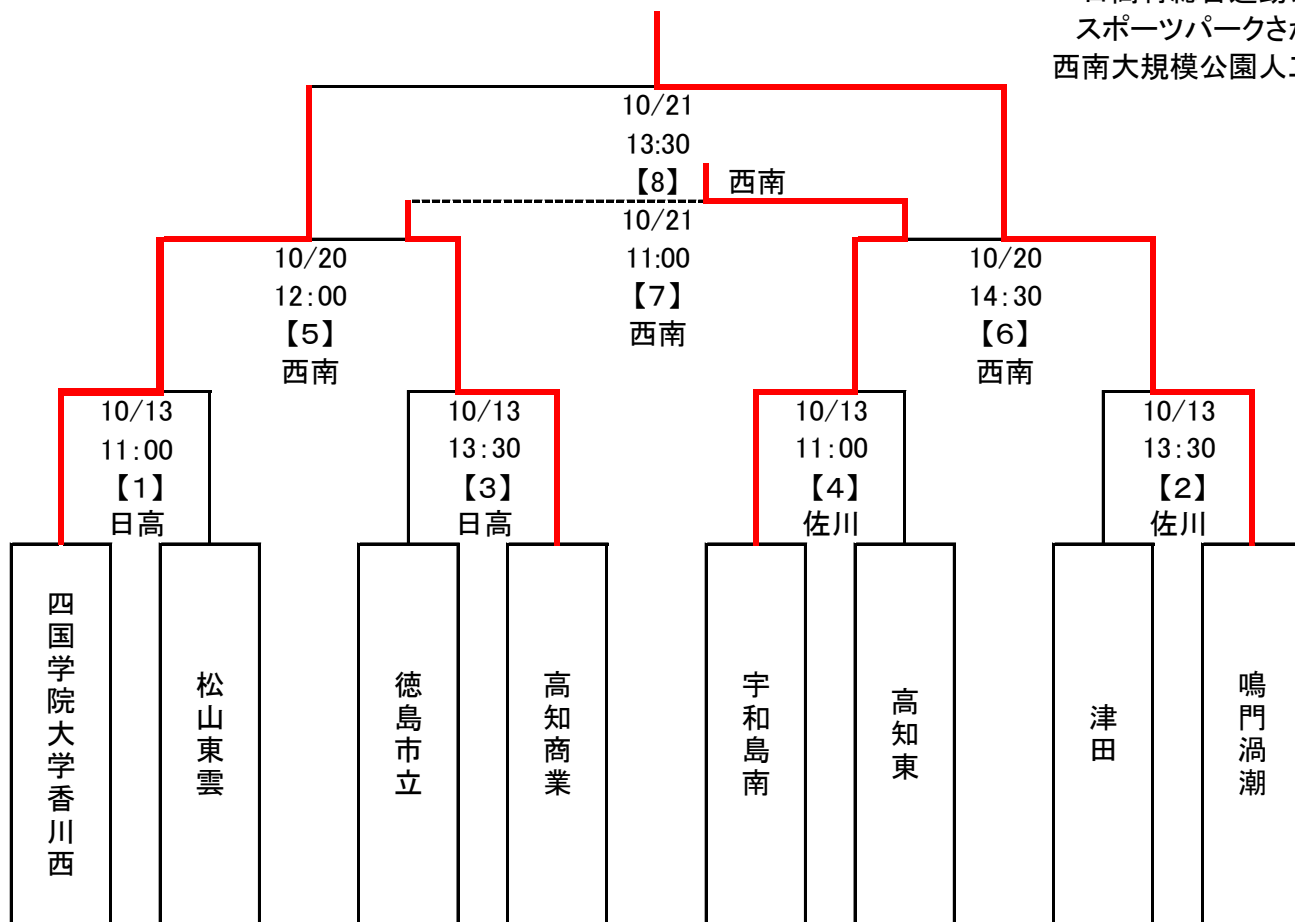 スポーツパークさか
西南大規模公園人工
10/21
13:30
【8】 西南
10/21
11:00
【7】
西南
10/20
12:00
【5】
西南
10/20
14:30
【6】
西南
10/13
11:00
【1】
日高
10/13
13:30
【3】
日高
10/13
11:00
【4】
佐川
10/13
13:30
【2】
佐川
四国学院大学香川西
松山東雲
徳島市立
高知商業
宇和島南
高知東
津田
鳴門渦潮